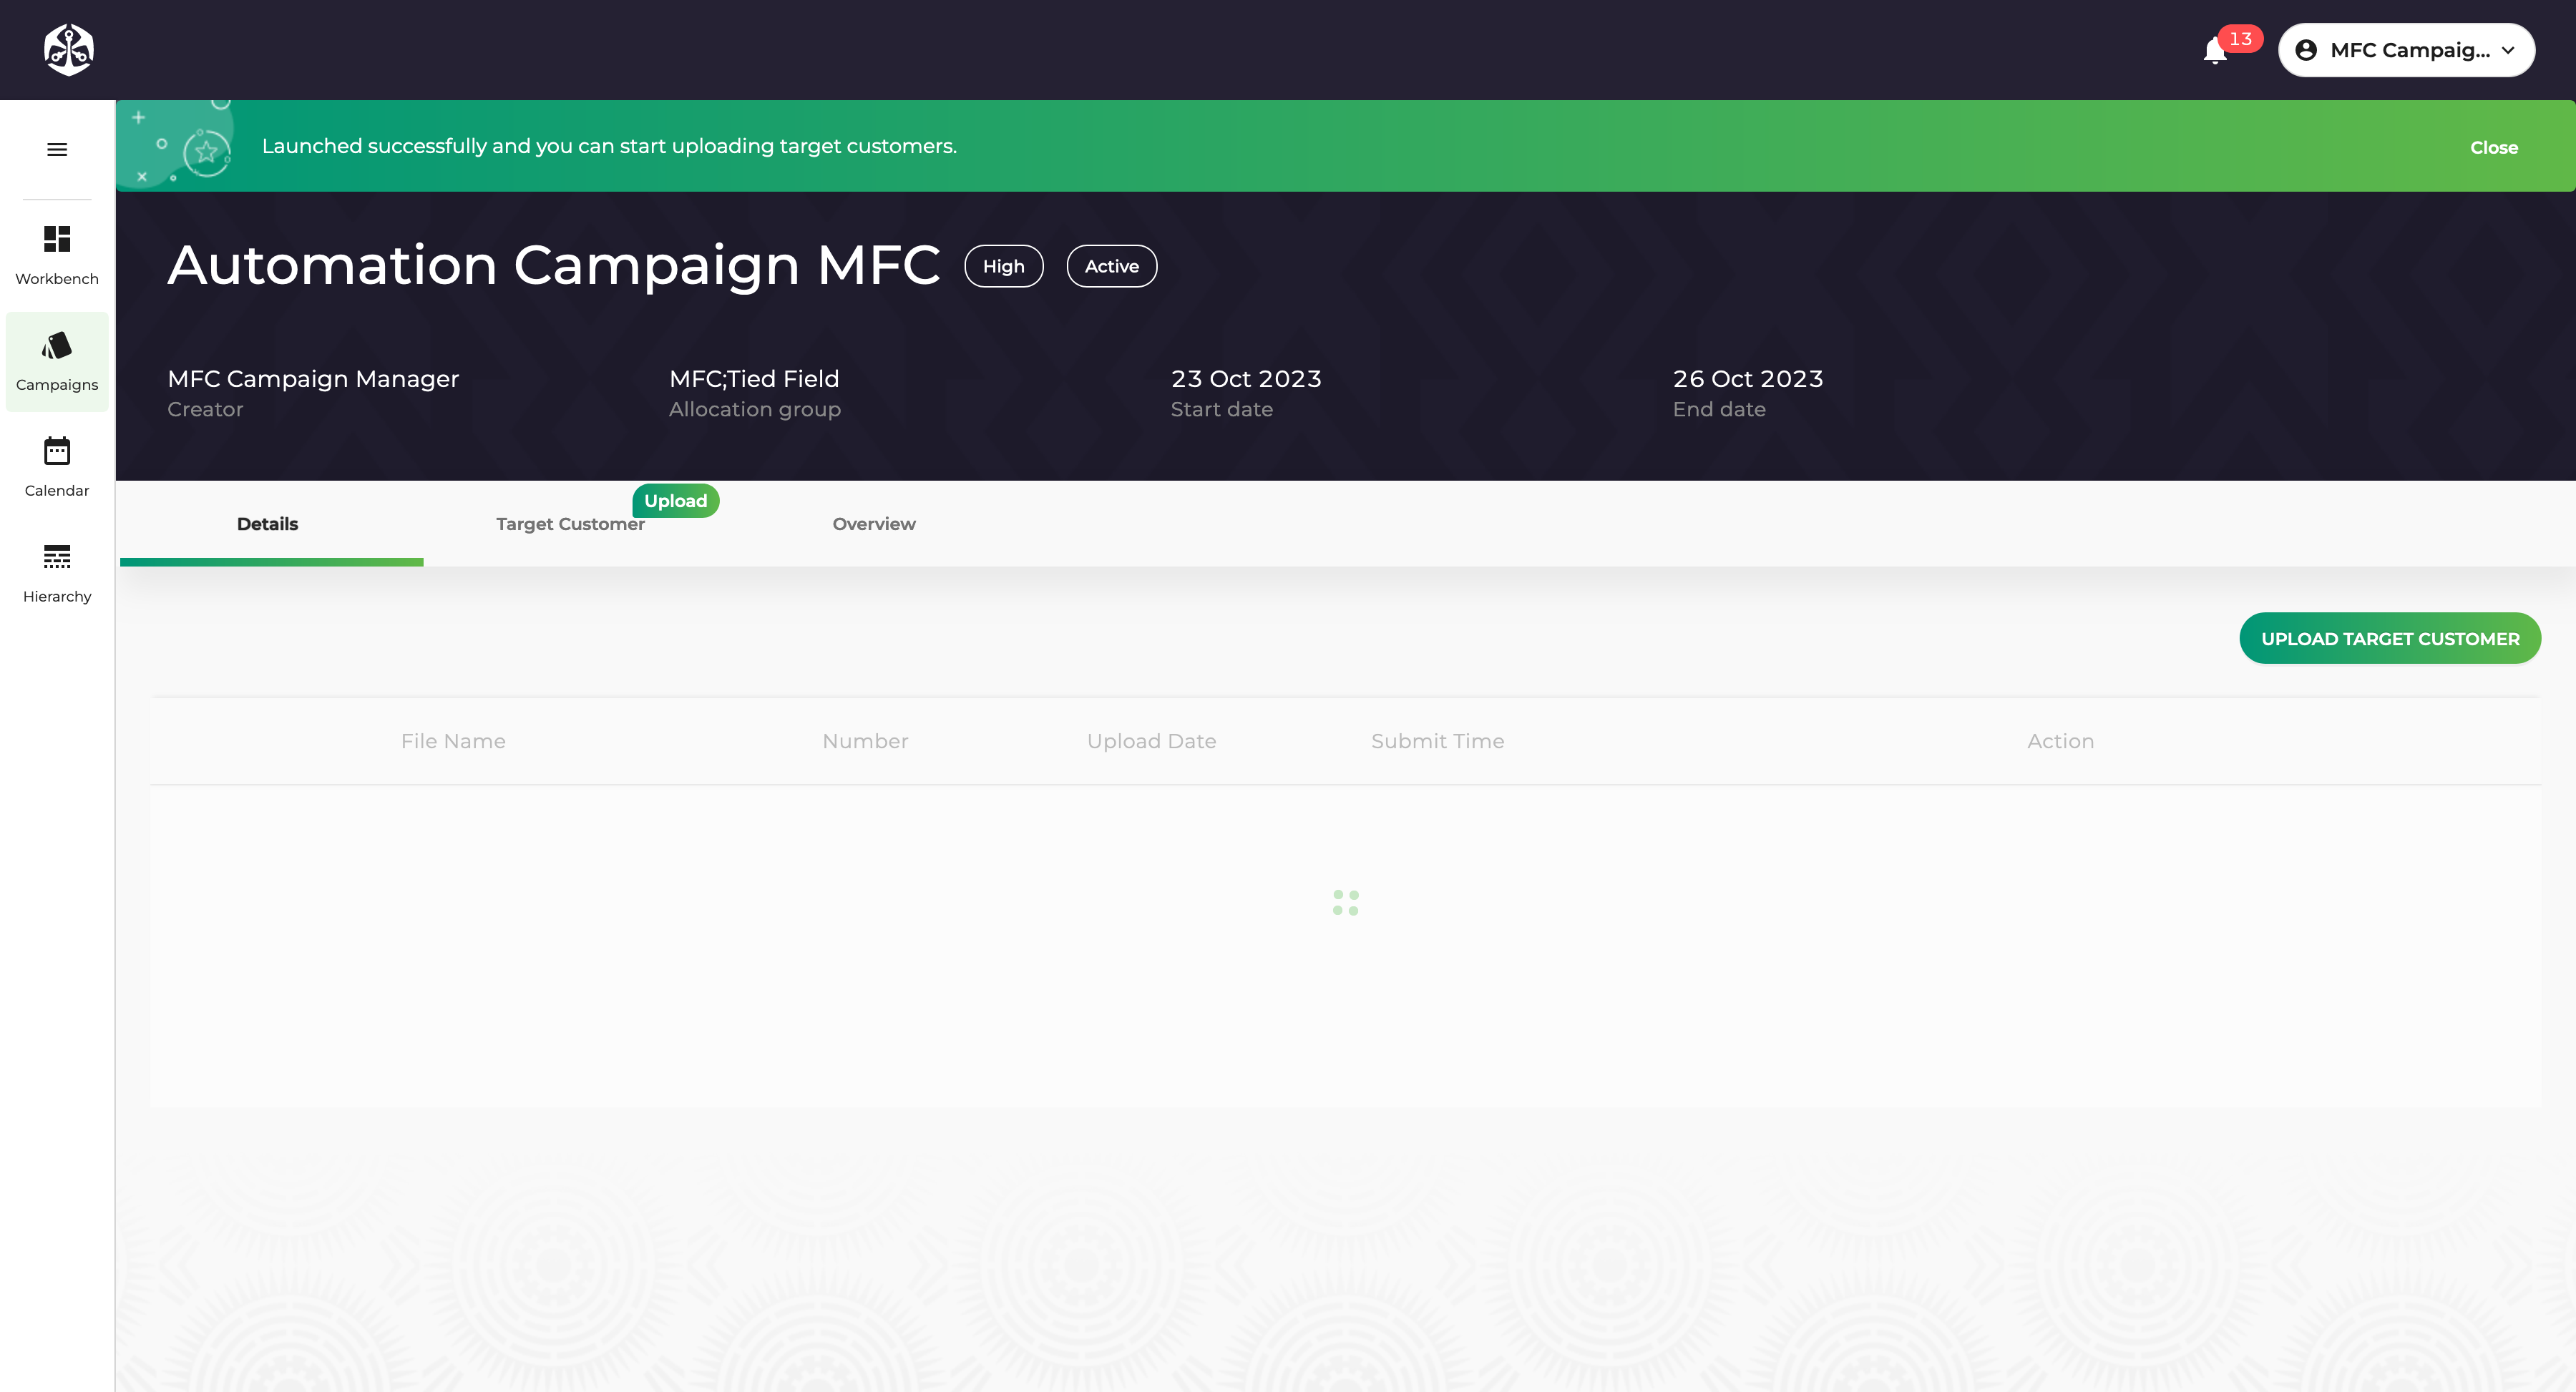 13
MFC Campaig...
Launched successfully and you can start uploading target customers.
Close
Workbench
Campaigns
Calendar
Hierarchy
Automation Campaign MFC
High
Active
MFC Campaign Manager
Creator
MFC;Tied Field
Allocation group
23 Oct 2023
Start date
26 Oct 2023
End date
Details
Target Customer
Upload
Overview
UPLOAD TARGET CUSTOMER
File Name
Number
Upload Date
Submit Time
Action